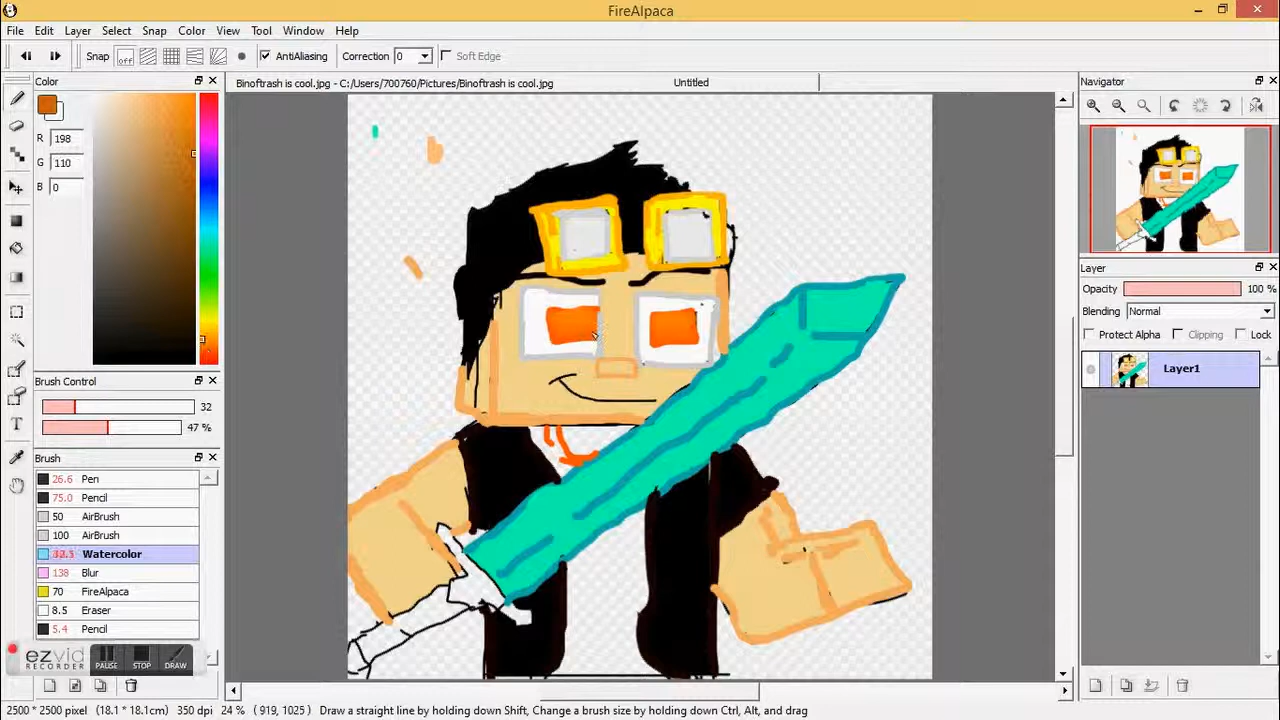 FireAlpaca
File Edit Layer Select Snap Color View Tool Window Help
Snap off AntiAliasing Correction 0 Soft Edge
Color
Binoftrash is cool.jpg - C:/Users/700760/Pictures/Binoftrash is cool.jpg
Untitled
Navigator
R 198
G 110
B 0
Layer
Opacity 100 %
Blending Normal
Protect Alpha Clipping Lock
Layer1
Brush Control
32
47 %
Brush
26.6 Pen
75.0 Pencil
50 AirBrush
100 AirBrush
32.5 Watercolor
138 Blur
70 FireAlpaca
8.5 Eraser
5.4 Pencil
ezvid
RECORDER
PAUSE STOP DRAW
2500 * 2500 pixel (18.1 * 18.1cm) 350 dpi 24 % ( 919, 1025 ) Draw a straight line by holding down Shift, Change a brush size by holding down Ctrl, Alt, and drag